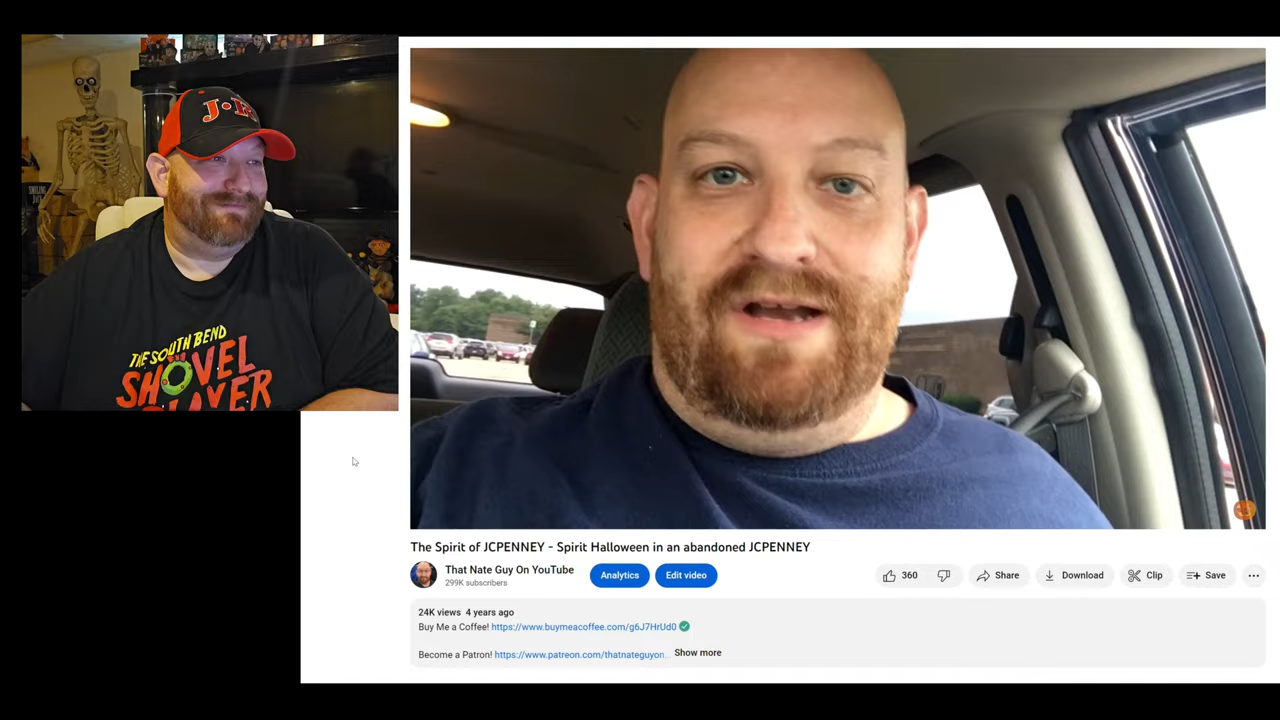 J·R
THE SOUTH BEND
SHOVEL
SLAYER
The Spirit of JCPENNEY - Spirit Halloween in an abandoned JCPENNEY
That Nate Guy On YouTube
299K subscribers
Analytics
Edit video
360
Share
Download
Clip
Save
24K views 4 years ago
Buy Me a Coffee! https://www.buymeacoffee.com/g6J7HrUd0
Become a Patron! https://www.patreon.com/thatnateguyon...
Show more